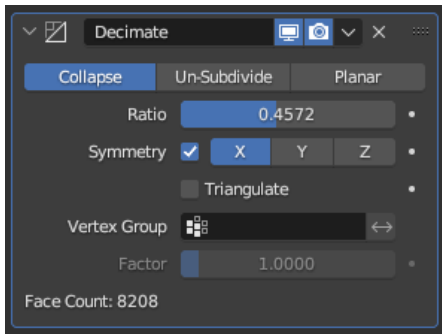 Decimate
Collapse Un-Subdivide Planar
Ratio 0.4572
Symmetry X Y Z
Triangulate
Vertex Group
Factor 1.0000
Face Count: 8208